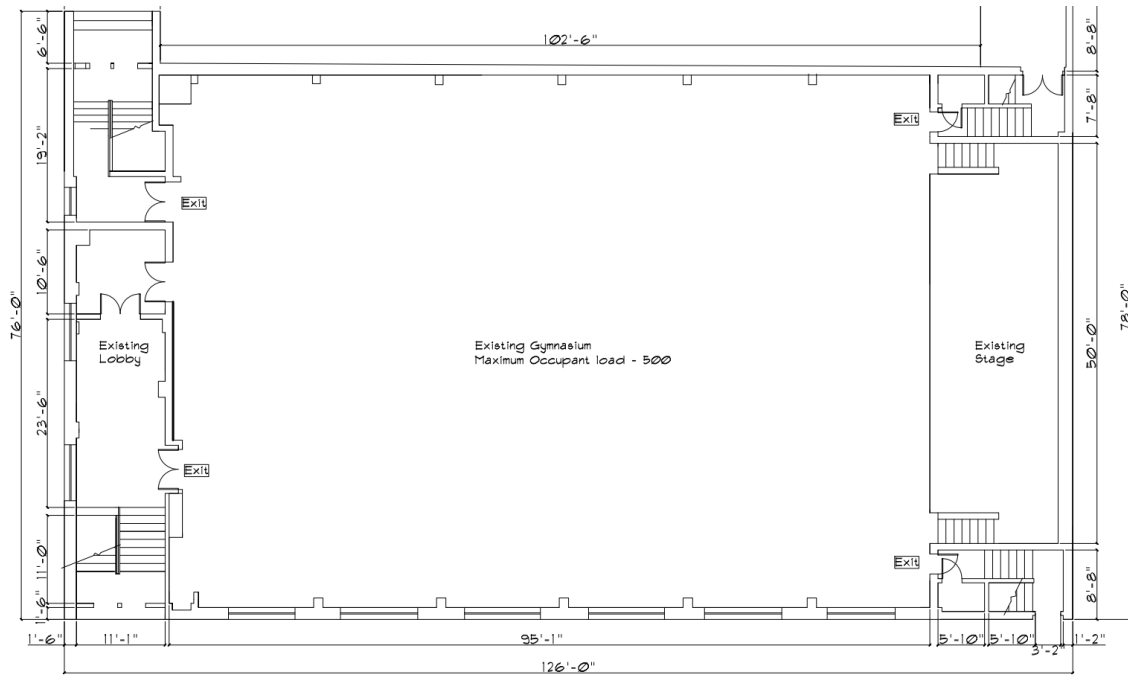 6'-6"
102'-6"
8'-8"
7'-8"
Exit
19'-2"
Exit
10'-6"
76'-0"
78'-0"
Existing
Lobby
Existing Gymnasium
Maximum Occupant load - 500
Existing
Stage
50'-0"
23'-6"
Exit
11'-0"
Exit
8'-8"
1'-6"
1'-6"
11'-1"
95'-1"
5'-10"
5'-10"
3'-2"
1'-2"
126'-0"